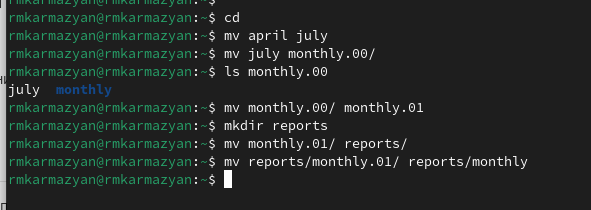 rmkarmazyan@rmkarmazyan:~$
rmkarmazyan@rmkarmazyan:~$ cd
rmkarmazyan@rmkarmazyan:~$ mv april july
rmkarmazyan@rmkarmazyan:~$ mv july monthly.00/
rmkarmazyan@rmkarmazyan:~$ ls monthly.00
july  monthly
rmkarmazyan@rmkarmazyan:~$ mv monthly.00/ monthly.01
rmkarmazyan@rmkarmazyan:~$ mkdir reports
rmkarmazyan@rmkarmazyan:~$ mv monthly.01/ reports/
rmkarmazyan@rmkarmazyan:~$ mv reports/monthly.01/ reports/monthly
rmkarmazyan@rmkarmazyan:~$